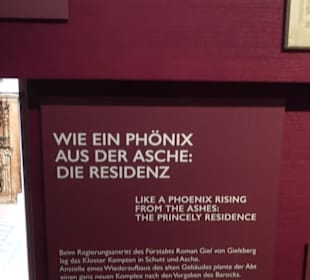 WIE EIN PHÖNIX
AUS DER ASCHE:
DIE RESIDENZ
LIKE A PHOENIX RISING
FROM THE ASHES:
THE PRINCELY RESIDENCE
Beim Regierungsantritt des Fürstabts Roman Giel von Gielsberg
lag das Kloster Kempten in Schutt und Asche.
Anstelle eines Wiederaufbaus des alten Gebäudes plante der Abt
einen ganz neuen Komplex nach den Vorgaben des Barocks.